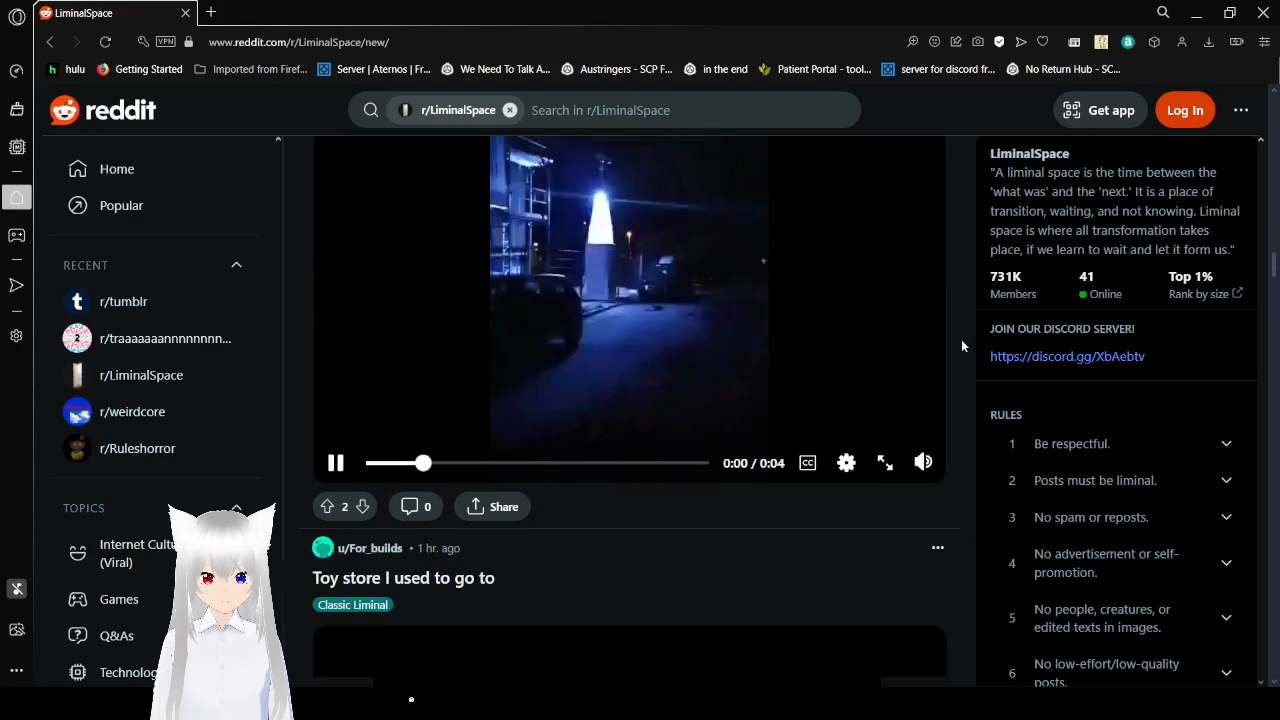 LiminalSpace
www.reddit.com/r/LiminalSpace/new/
VPN
hulu
Getting Started
Imported from Firef...
Server | Aternos | Fr...
We Need To Talk A...
Austringers - SCP F...
in the end
Patient Portal - tool...
server for discord fr...
No Return Hub - SC...
reddit
r/LiminalSpace
Search in r/LiminalSpace
Get app
Log In
Home
Popular
RECENT
r/tumblr
r/traaaaaaannnnnnnn...
r/LiminalSpace
r/weirdcore
r/Ruleshorror
TOPICS
Internet Cultu
(Viral)
Games
Q&As
Technolog
0:00 / 0:04
CC
2
0
Share
u/For_builds • 1 hr. ago
Toy store I used to go to
Classic Liminal
LiminalSpace
"A liminal space is the time between the
'what was' and the 'next.' It is a place of
transition, waiting, and not knowing. Liminal
space is where all transformation takes
place, if we learn to wait and let it form us."
731K
Members
41
Online
Top 1%
Rank by size
JOIN OUR DISCORD SERVER!
https://discord.gg/XbAebtv
RULES
1 Be respectful.
2 Posts must be liminal.
3 No spam or reposts.
4 No advertisement or self-
promotion.
5 No people, creatures, or
edited texts in images.
6 No low-effort/low-quality
posts.